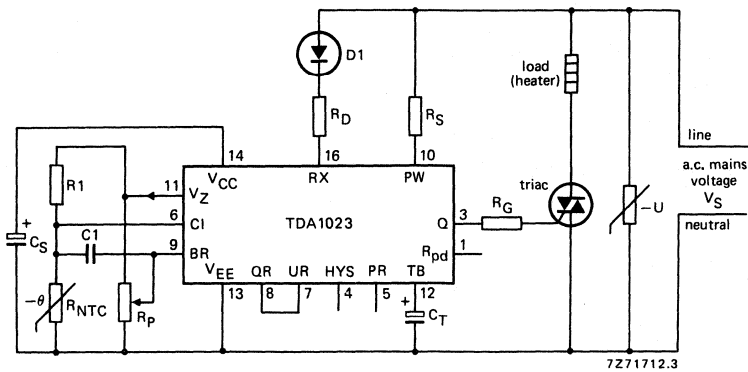 D1
load
(heater)
R_D
R_S
line
14
16
10
V_CC
RX
PW
a.c. mains
voltage
V_S
R1
11
V_Z
triac
6
CI
TDA1023
Q
3
R_G
-U
neutral
+
C_S
C1
9
BR
R_pd
1
V_EE
QR
UR
HYS
PR
TB
-θ
R_NTC
R_P
13
8
7
4
5
12
+
C_T
7Z71712.3